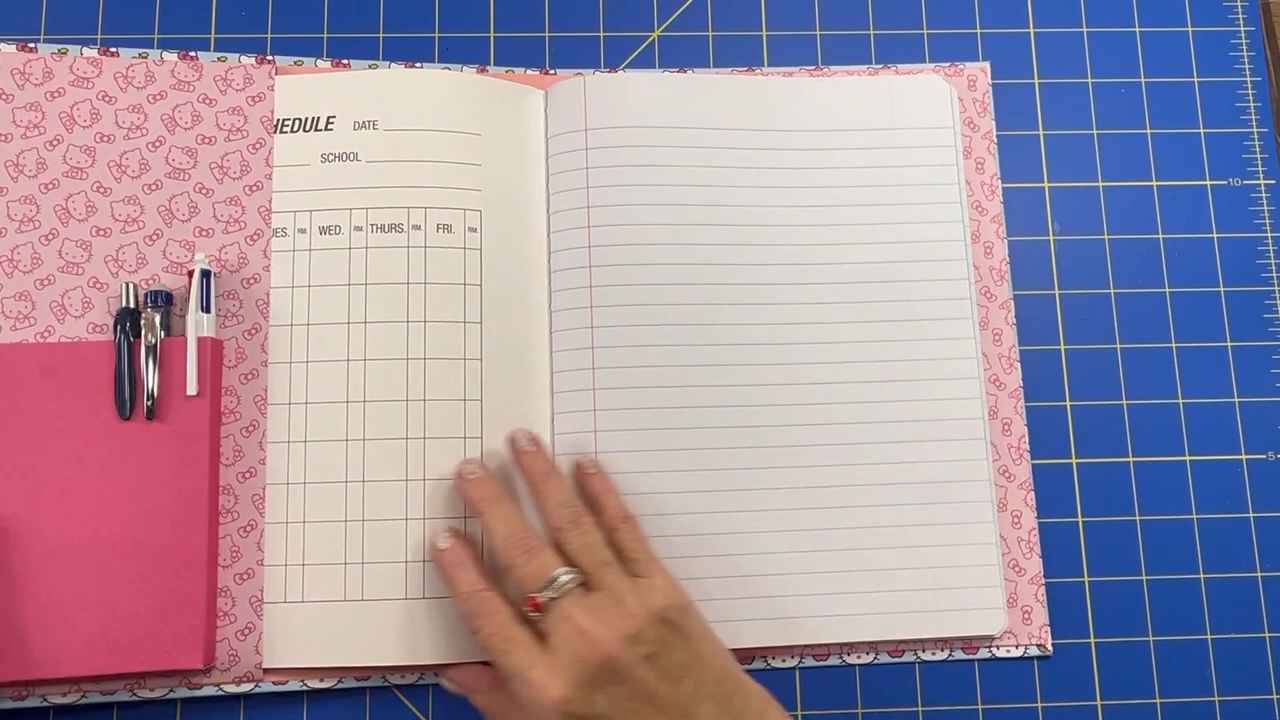 HEDULE DATE
SCHOOL
UES. RM. WED. RM. THURS. RM. FRI. RM.
10
5